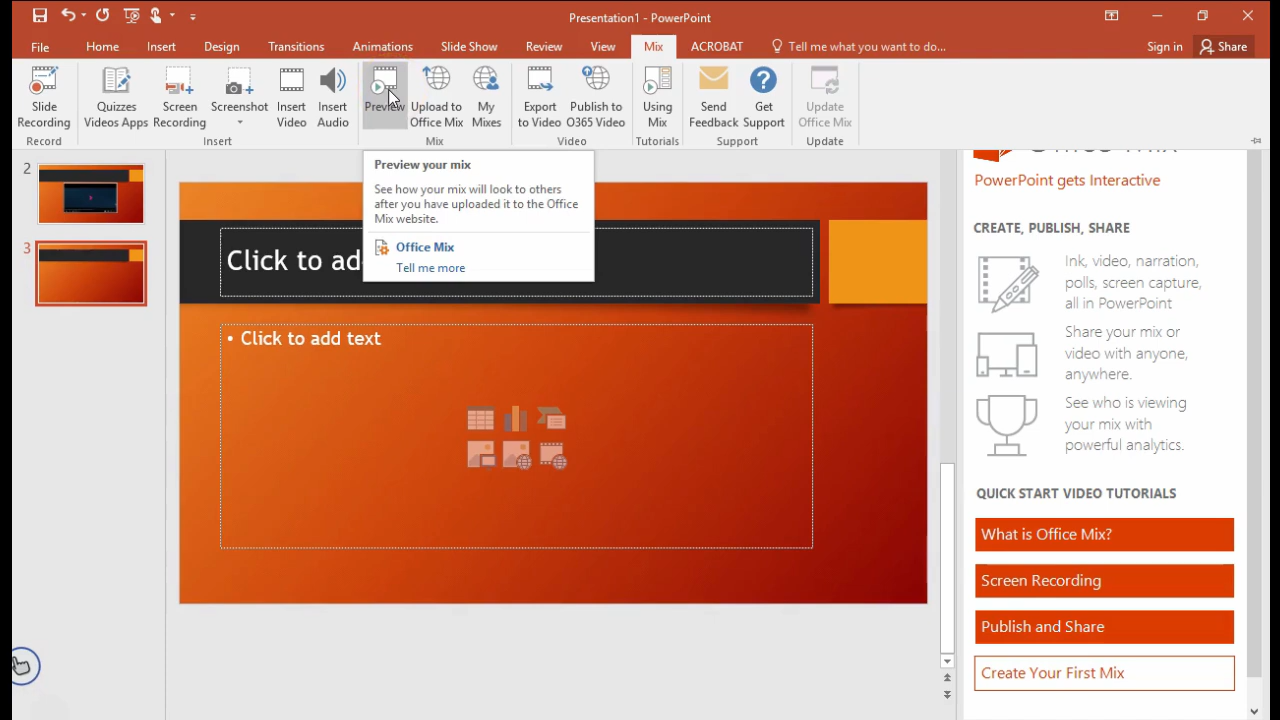 Presentation1 - PowerPoint
File Home Insert Design Transitions Animations Slide Show Review View Mix ACROBAT Tell me what you want to do... Sign in Share
Slide Recording
Quizzes Videos Apps
Screen Recording
Screenshot
Insert Video
Insert Audio
Preview
Upload to Office Mix
My Mixes
Export to Video
Publish to O365 Video
Using Mix
Send Feedback
Get Support
Update Office Mix
Record Insert Mix Video Tutorials Support Update
2
3
Preview your mix
See how your mix will look to others
after you have uploaded it to the Office
Mix website.
Office Mix
Tell me more
Click to ad
• Click to add text
PowerPoint gets Interactive
CREATE, PUBLISH, SHARE
Ink, video, narration,
polls, screen capture,
all in PowerPoint
Share your mix or
video with anyone,
anywhere.
See who is viewing
your mix with
powerful analytics.
QUICK START VIDEO TUTORIALS
What is Office Mix?
Screen Recording
Publish and Share
Create Your First Mix